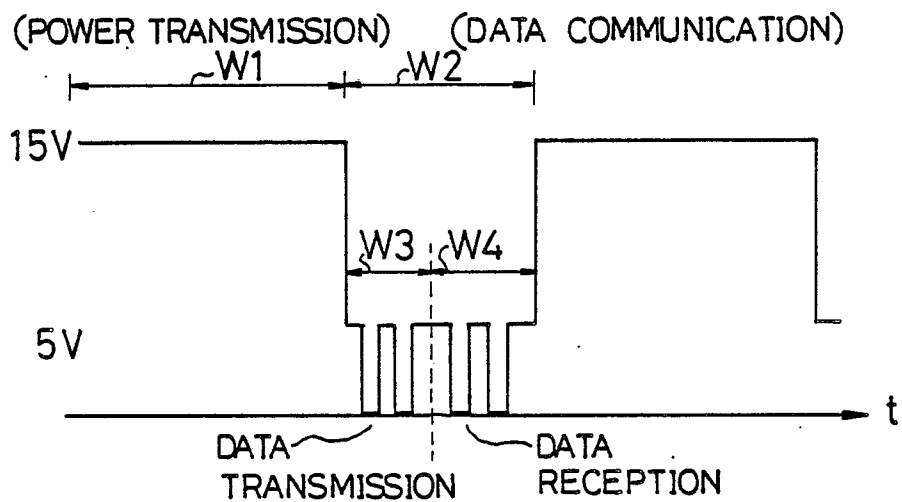 (POWER TRANSMISSION) (DATA COMMUNICATION)
W1 W2
15V
W3 W4
5V
t
DATA TRANSMISSION
DATA RECEPTION